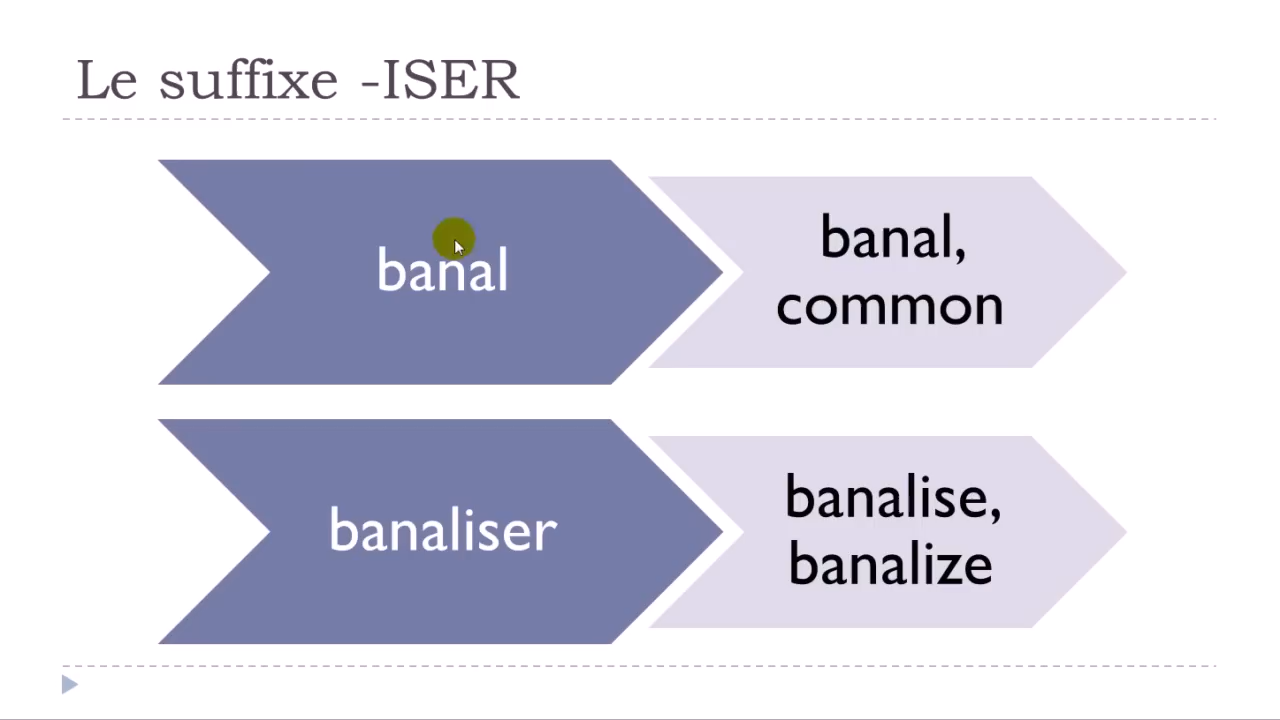 Le suffixe -ISER
banal
banal,
common
banaliser
banalise,
banalize